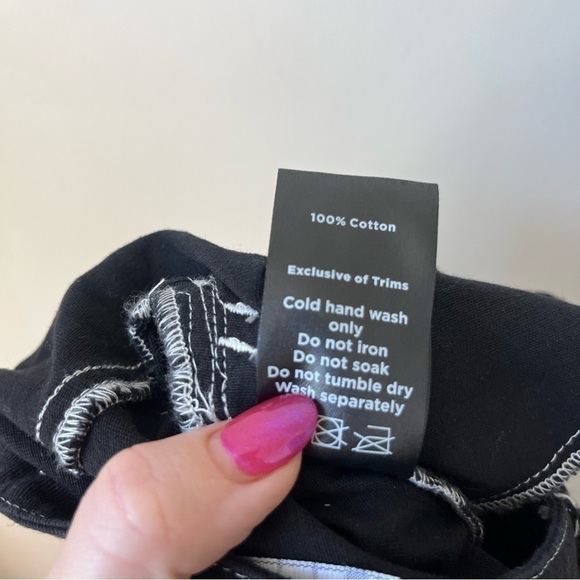 100% Cotton
Exclusive of Trims
Cold hand wash
only
Do not iron
Do not soak
Do not tumble dry
Wash separately